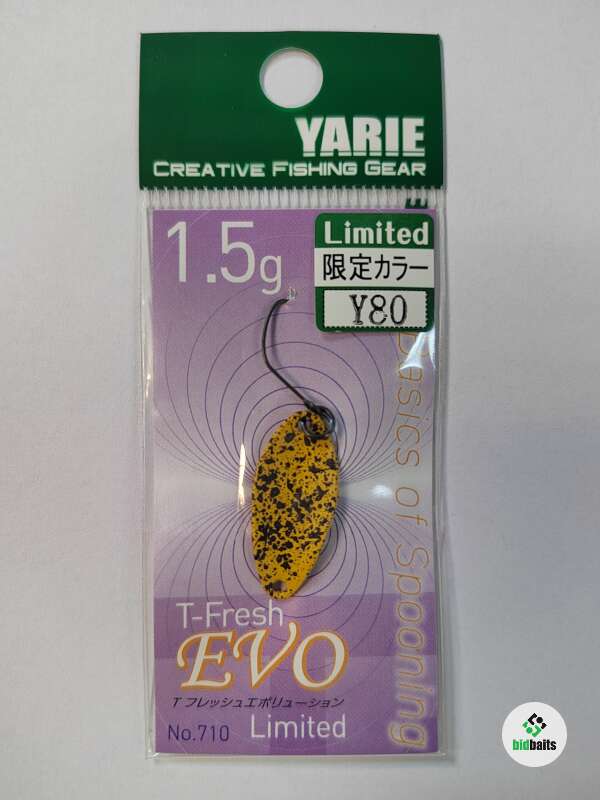 YARIE
CREATIVE FISHING GEAR
1.5g
Limited
限定カラー
Y80
Basics of Spooning
T-Fresh
EVO
T フレッシュエボリューション
No.710 Limited
bidbaits